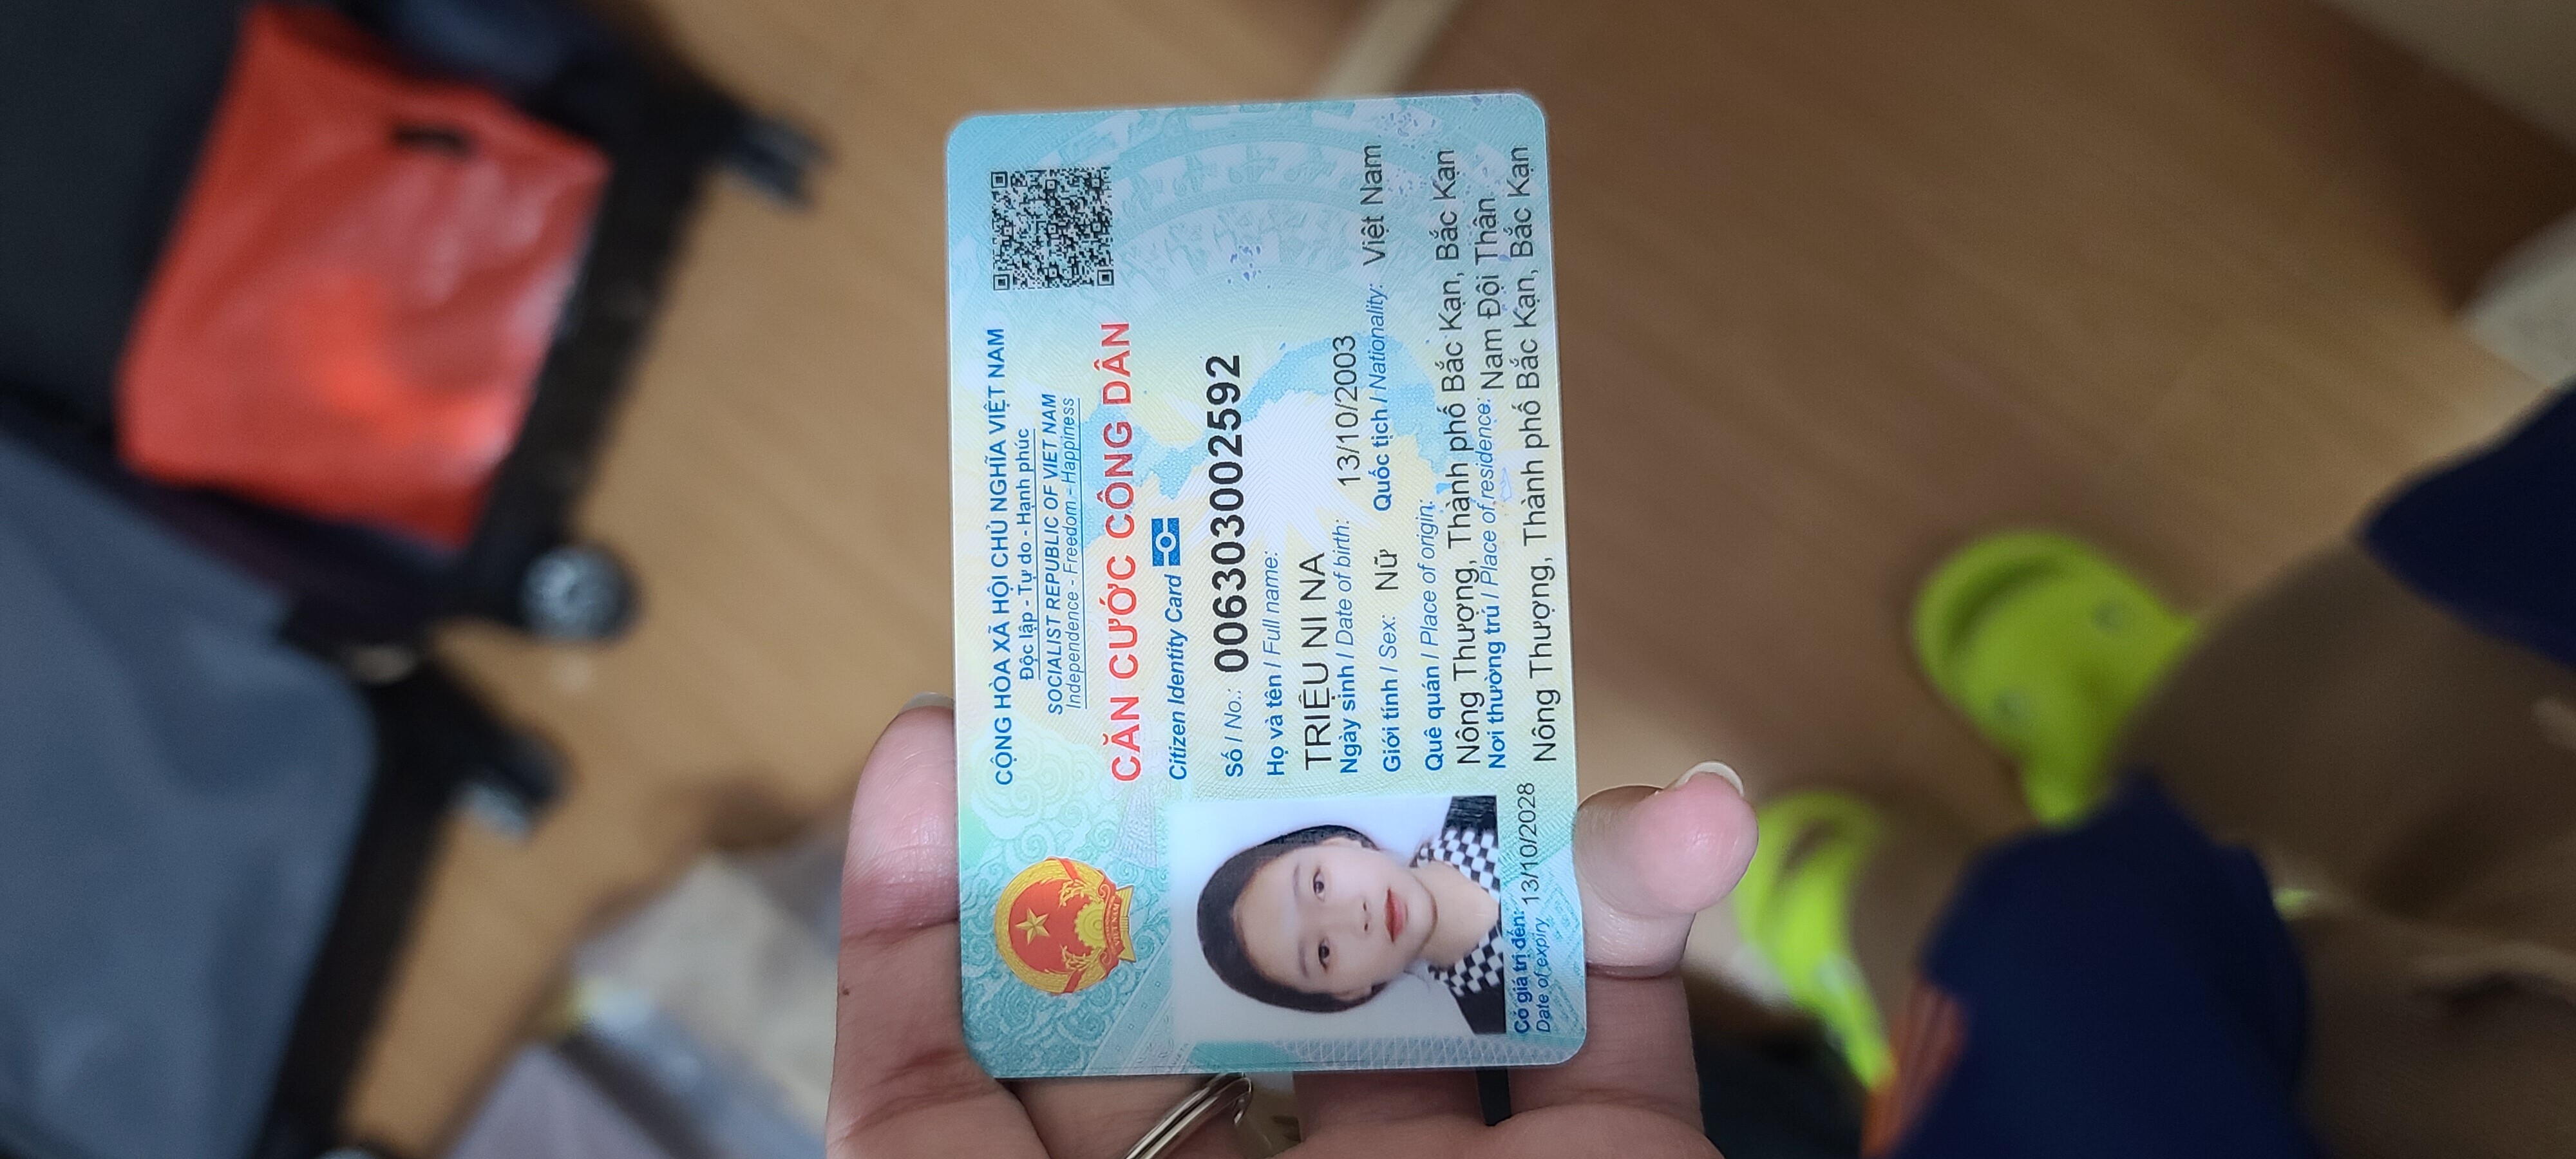 CỘNG HÒA XÃ HỘI CHỦ NGHĨA VIỆT NAM
Độc lập - Tự do - Hạnh phúc
SOCIALIST REPUBLIC OF VIET NAM
Independence - Freedom - Happiness
CĂN CƯỚC CÔNG DÂN
Citizen Identity Card
Số / No.: 006303002592
Họ và tên / Full name:
TRIỆU NI NA
Ngày sinh / Date of birth: 13/10/2003
Giới tính / Sex: Nữ Quốc tịch / Nationality: Việt Nam
Quê quán / Place of origin:
Nông Thượng, Thành phố Bắc Kạn, Bắc Kạn
Nơi thường trú / Place of residence: Nam Đội Thân
Nông Thượng, Thành phố Bắc Kạn, Bắc Kạn
Có giá trị đến: 13/10/2028
Date of expiry